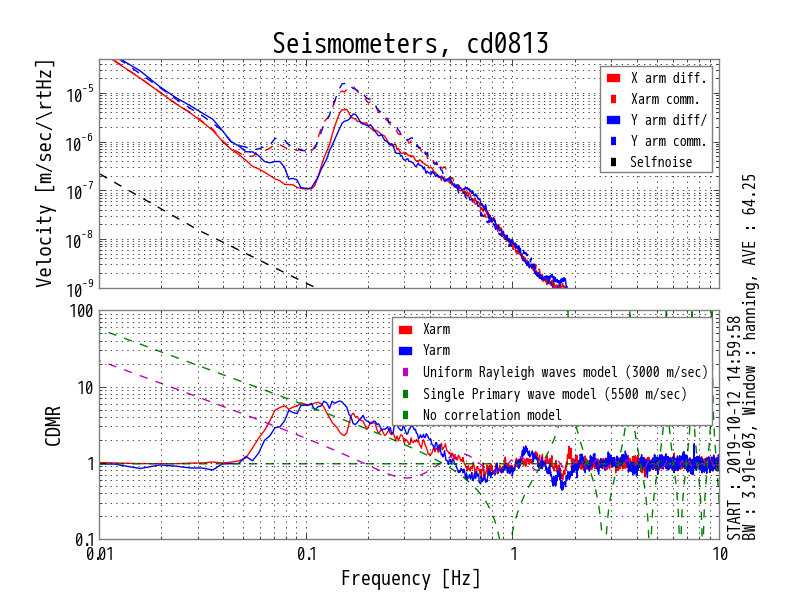 Seismometers, cd0813
Velocity [m/sec/\rtHz]
10-5
10-6
10-7
10-8
10-9
X arm diff.
Xarm comm.
Y arm diff/
Y arm comm.
Selfnoise
CDMR
100
10
1
0.1
Xarm
Yarm
Uniform Rayleigh waves model (3000 m/sec)
Single Primary wave model (5500 m/sec)
No correlation model
0.01
0.1
1
10
Frequency [Hz]
START : 2019-10-12 14:59:58
BW : 3.91e-03, Window : hanning, AVE : 64.25